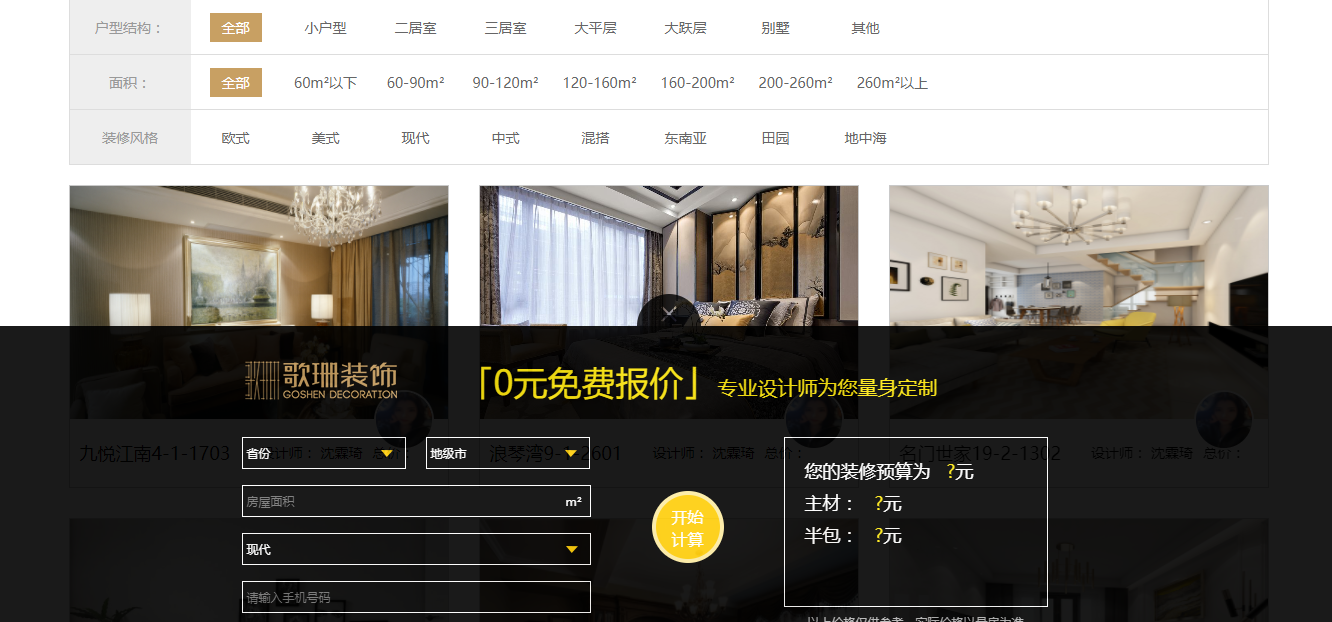 户型结构： 全部 小户型 二居室 三居室 大平层 大跃层 别墅 其他
面积： 全部 60m²以下 60-90m² 90-120m² 120-160m² 160-200m² 200-260m² 260m²以上
装修风格 欧式 美式 现代 中式 混搭 东南亚 田园 地中海
歌珊装饰 「0元免费报价」 专业设计师为您量身定制
GOSHEN DECORATION
九悦江南4-1-1703 设计师： 沈霖琦 总价： 浪琴湾9-1-2601 设计师： 沈霖琦 总价： 名门世家19-2-1302 设计师： 沈霖琦 总价：
省份 地级市
您的装修预算为 ?元
房屋面积 m² 主材： ?元
开始
计算
半包： ?元
现代
请输入手机号码
以上价格仅供参考，实际价格以量房为准